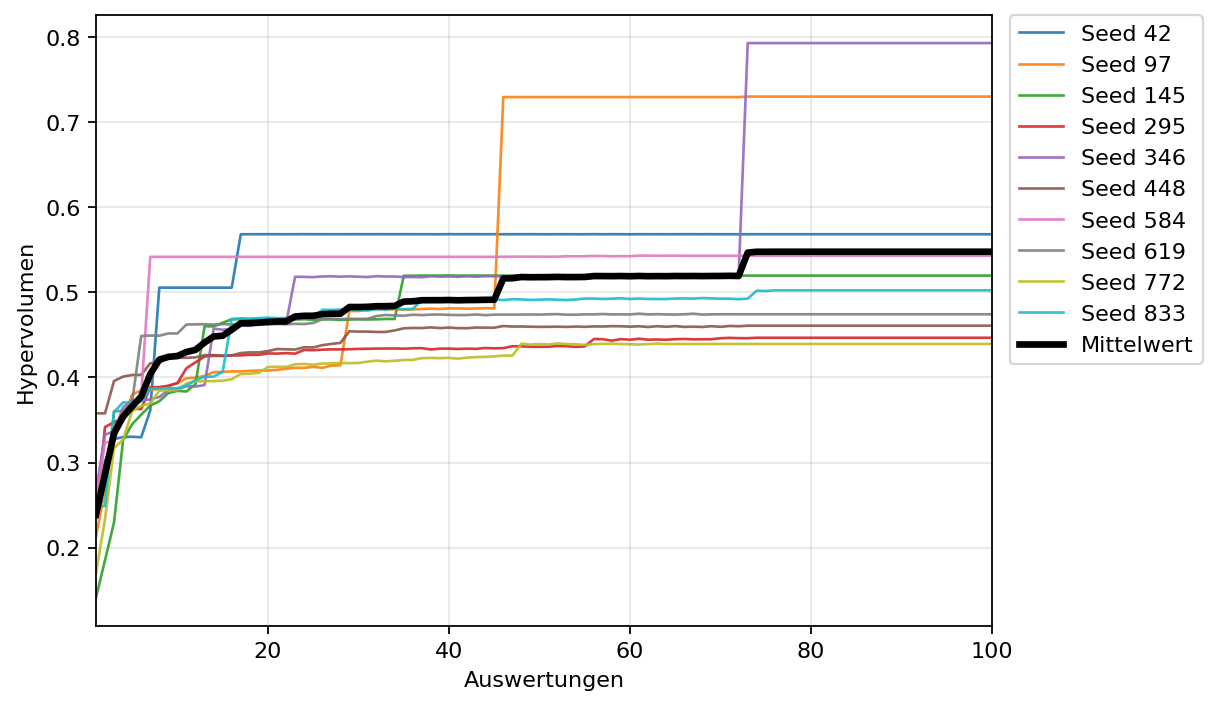 0.8
0.7
0.6
0.5
0.4
0.3
0.2
Hypervolumen
20
40
60
80
100
Auswertungen
Seed 42
Seed 97
Seed 145
Seed 295
Seed 346
Seed 448
Seed 584
Seed 619
Seed 772
Seed 833
Mittelwert